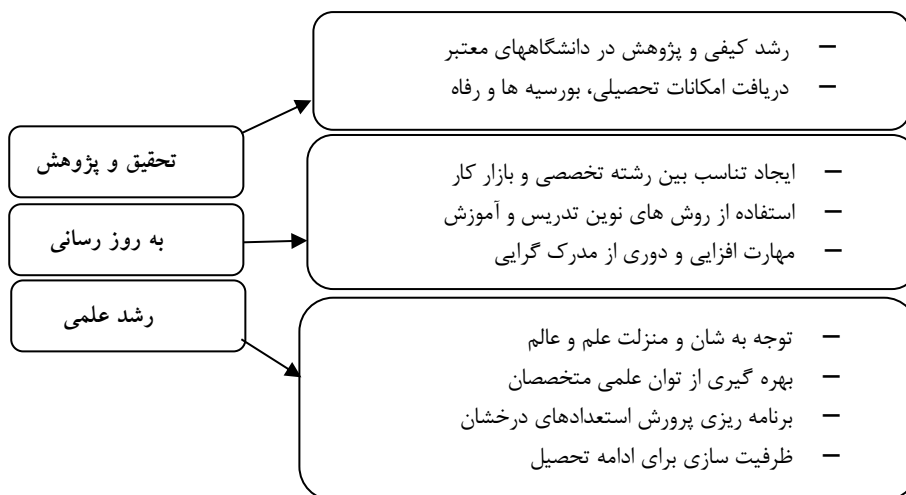 – رشد کیفی و پژوهش در دانشگاههای معتبر
– دریافت امکانات تحصیلی، بورسیه ها و رفاه
تحقیق و پژوهش
– ایجاد تناسب بین رشته تخصصی و بازار کار
– استفاده از روش های نوین تدریس و آموزش
– مهارت افزایی و دوری از مدرک گرایی
به روز رسانی
رشد علمی
– توجه به شان و منزلت علم و عالم
– بهره گیری از توان علمی متخصصان
– برنامه ریزی پرورش استعدادهای درخشان
– ظرفیت سازی برای ادامه تحصیل